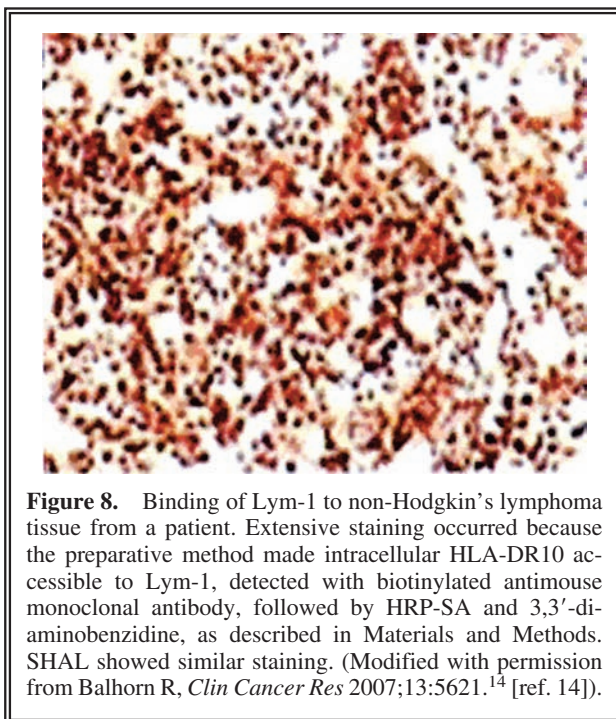 Figure 8. Binding of Lym-1 to non-Hodgkin's lymphoma
tissue from a patient. Extensive staining occurred because
the preparative method made intracellular HLA-DR10 ac-
cessible to Lym-1, detected with biotinylated antimouse
monoclonal antibody, followed by HRP-SA and 3,3′-di-
aminobenzidine, as described in Materials and Methods.
SHAL showed similar staining. (Modified with permission
from Balhorn R, Clin Cancer Res 2007;13:5621.14 [ref. 14]).